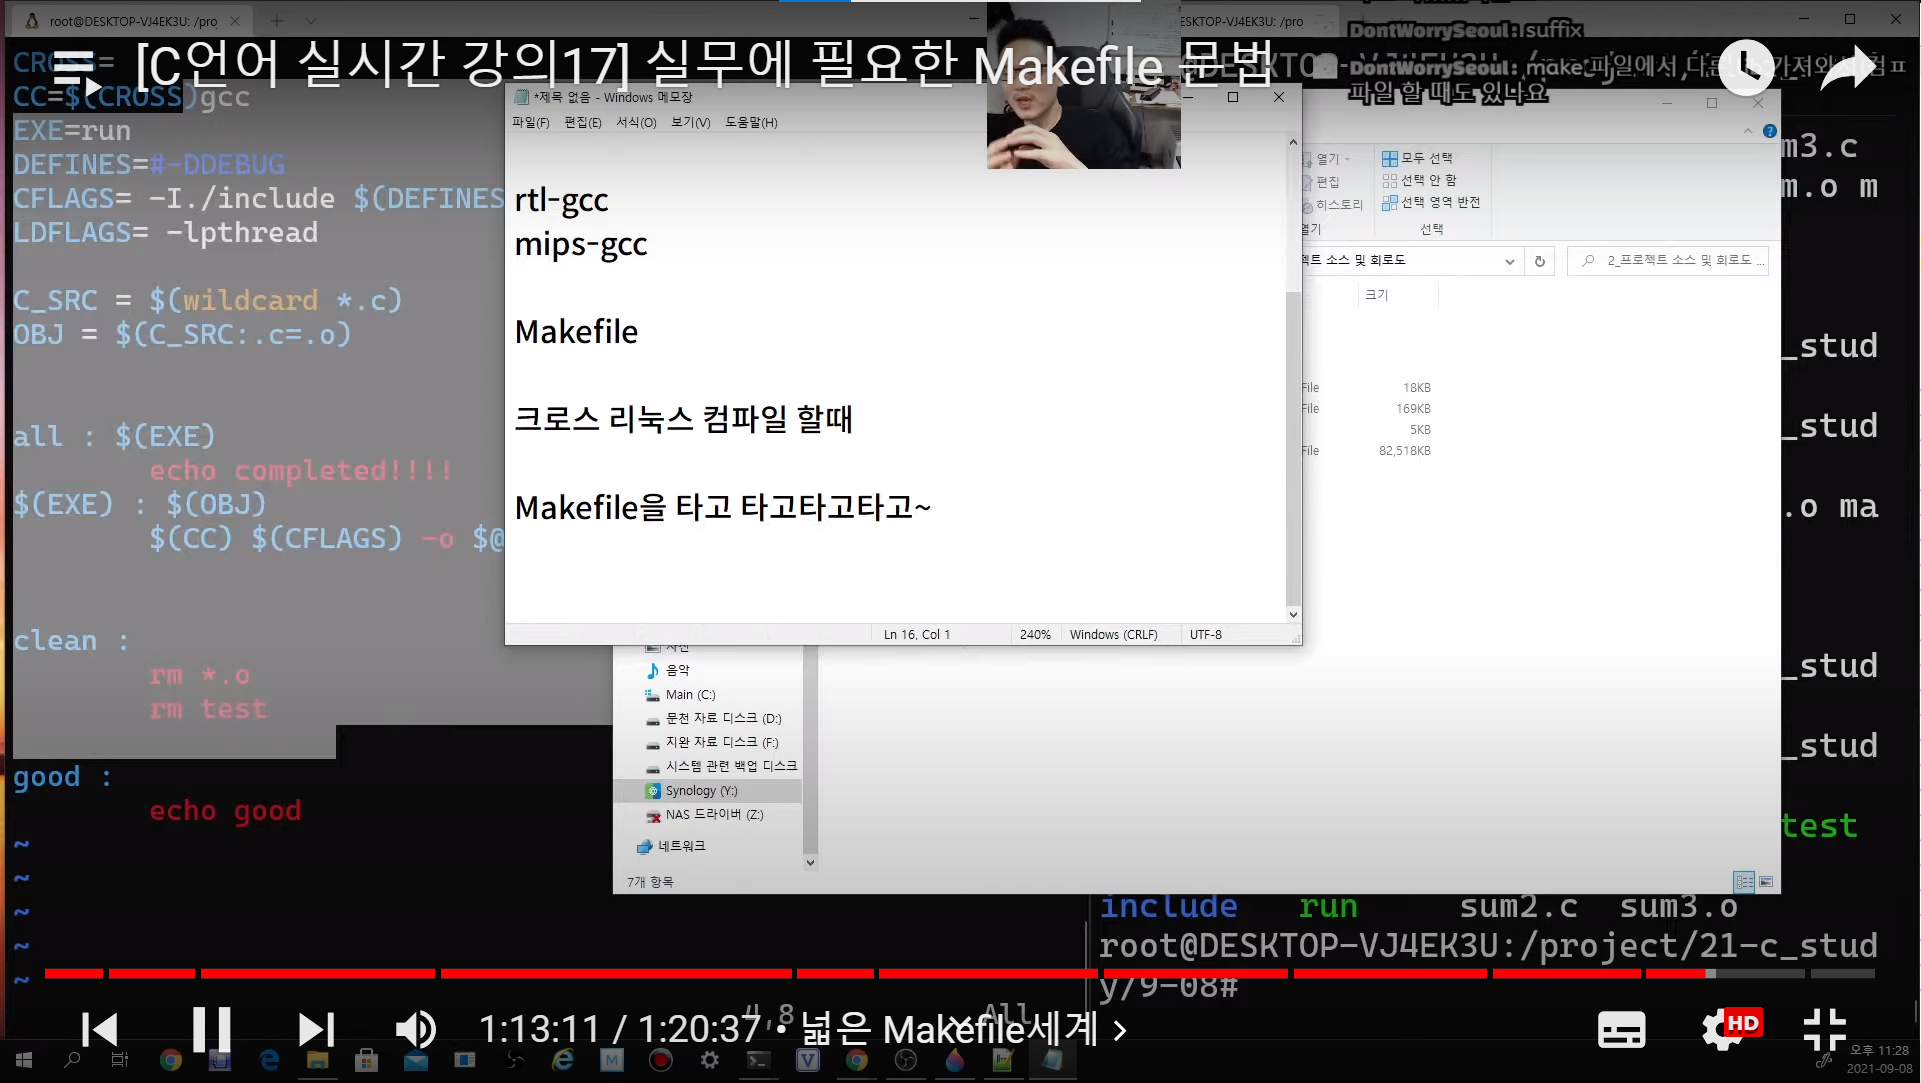 root@DESKTOP-VJ4EK3U: /pro
ESKTOP-VJ4EK3U: /pro
DontWorrySeoul: suffix
[C언어 실시간 강의17] 실무에 필요한 Makefile 문법
DontWorrySeoul: make 파일에서
파일 할 때도 있나요
CROSS=
CC=$(CROSS)gcc
EXE=run
DEFINES=#-DDEBUG
CFLAGS= -I./include $(DEFINES
LDFLAGS= -lpthread
C_SRC = $(wildcard *.c)
OBJ = $(C_SRC:.c=.o)
all : $(EXE)
echo completed!!!!
$(EXE) : $(OBJ)
$(CC) $(CFLAGS) -o $@
clean :
rm *.o
rm test
good :
echo good
~
~
~
~
~
*제목 없음 - Windows 메모장
파일(F) 편집(E) 서식(O) 보기(V) 도움말(H)
rtl-gcc
mips-gcc
Makefile
크로스 리눅스 컴파일 할때
Makefile을 타고 타고타고타고~
Ln 16, Col 1 240% Windows (CRLF) UTF-8
열기 모두 선택
편집 선택 안 함
히스토리 선택 영역 반전
열기 선택
젝트 소스 및 회로도 2_프로젝트 소스 및 회로도 ...
크기
File 18KB
File 169KB
5KB
File 82,518KB
사진
음악
Main (C:)
문천 자료 디스크 (D:)
지완 자료 디스크 (F:)
시스템 관련 백업 디스크
Synology (Y:)
NAS 드라이버 (Z:)
네트워크
7개 항목
m3.c
m.o m
_stud
_stud
.o ma
_stud
_stud
test
include run sum2.c sum3.o
root@DESKTOP-VJ4EK3U:/project/21-c_stud
y/9-08#
4,8 All
1:13:11 / 1:20:37 • 넓은 Makefile세계 >
HD
오후 11:28
2021-09-08